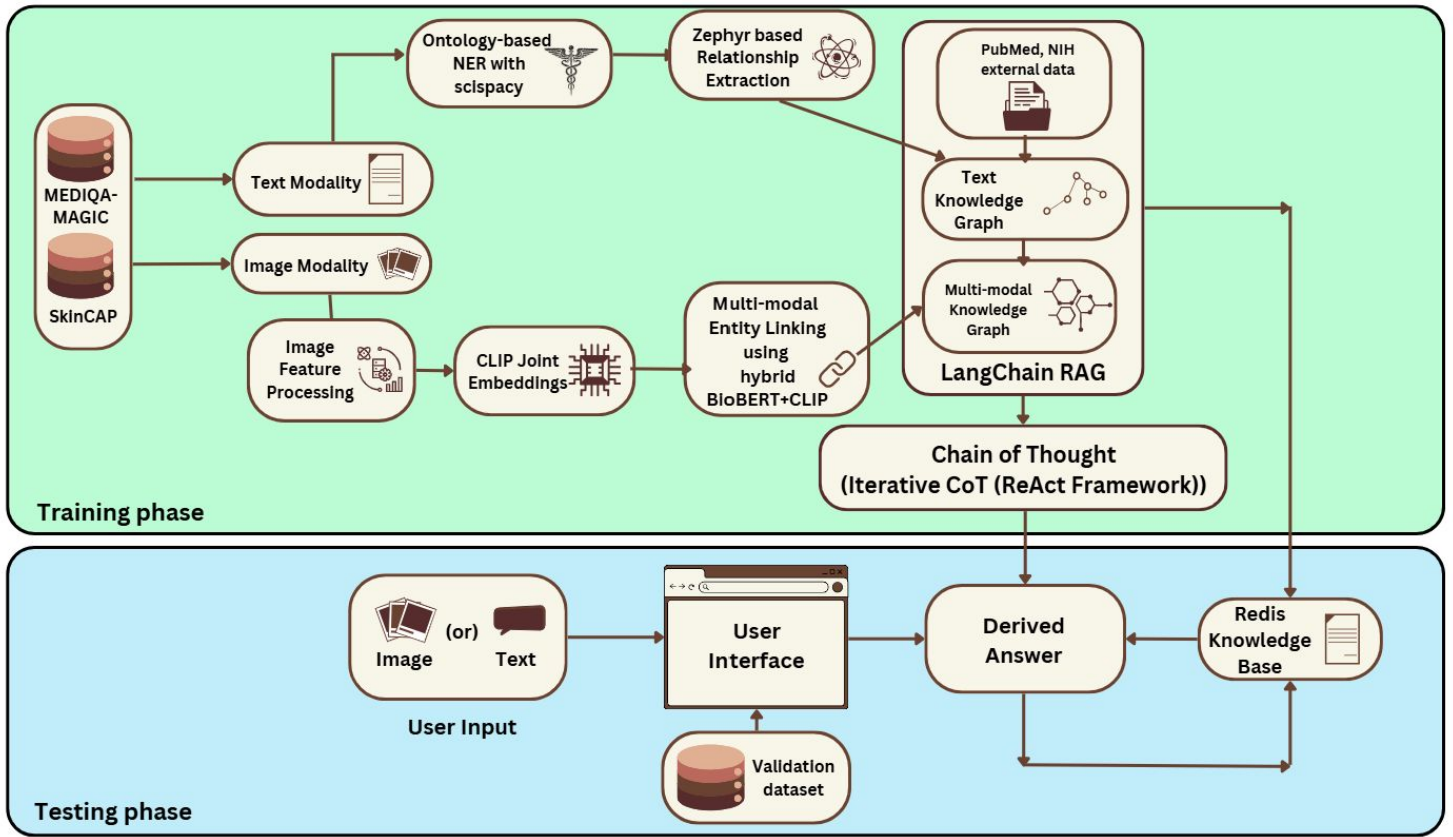 MEDIQA-
MAGIC
SkinCAP
Text Modality
Image Modality
Ontology-based
NER with
scispacy
Zephyr based
Relationship
Extraction
Image
Feature
Processing
CLIP Joint
Embeddings
Multi-modal
Entity Linking
using
hybrid
BioBERT+CLIP
PubMed, NIH
external data
Text
Knowledge
Graph
Multi-modal
Knowledge
Graph
LangChain RAG
Chain of Thought
(Iterative CoT (ReAct Framework))
Training phase
Image
(or)
Text
User Input
User
Interface
Validation
dataset
Derived
Answer
Redis
Knowledge
Base
Testing phase